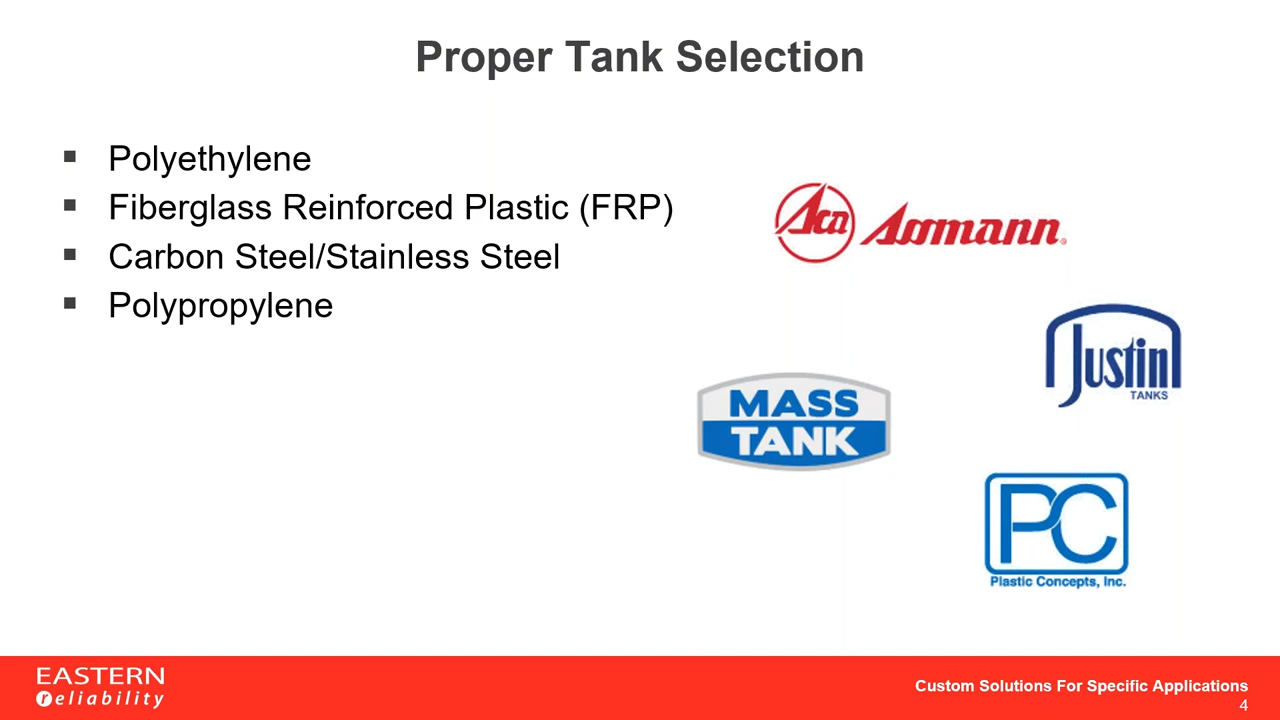 Proper Tank Selection
Polyethylene
Fiberglass Reinforced Plastic (FRP)
Carbon Steel/Stainless Steel
Polypropylene
Aca Assmann®
Justin
TANKS
MASS
TANK
PC
Plastic Concepts, Inc.
EASTERN
reliability
Custom Solutions For Specific Applications
4